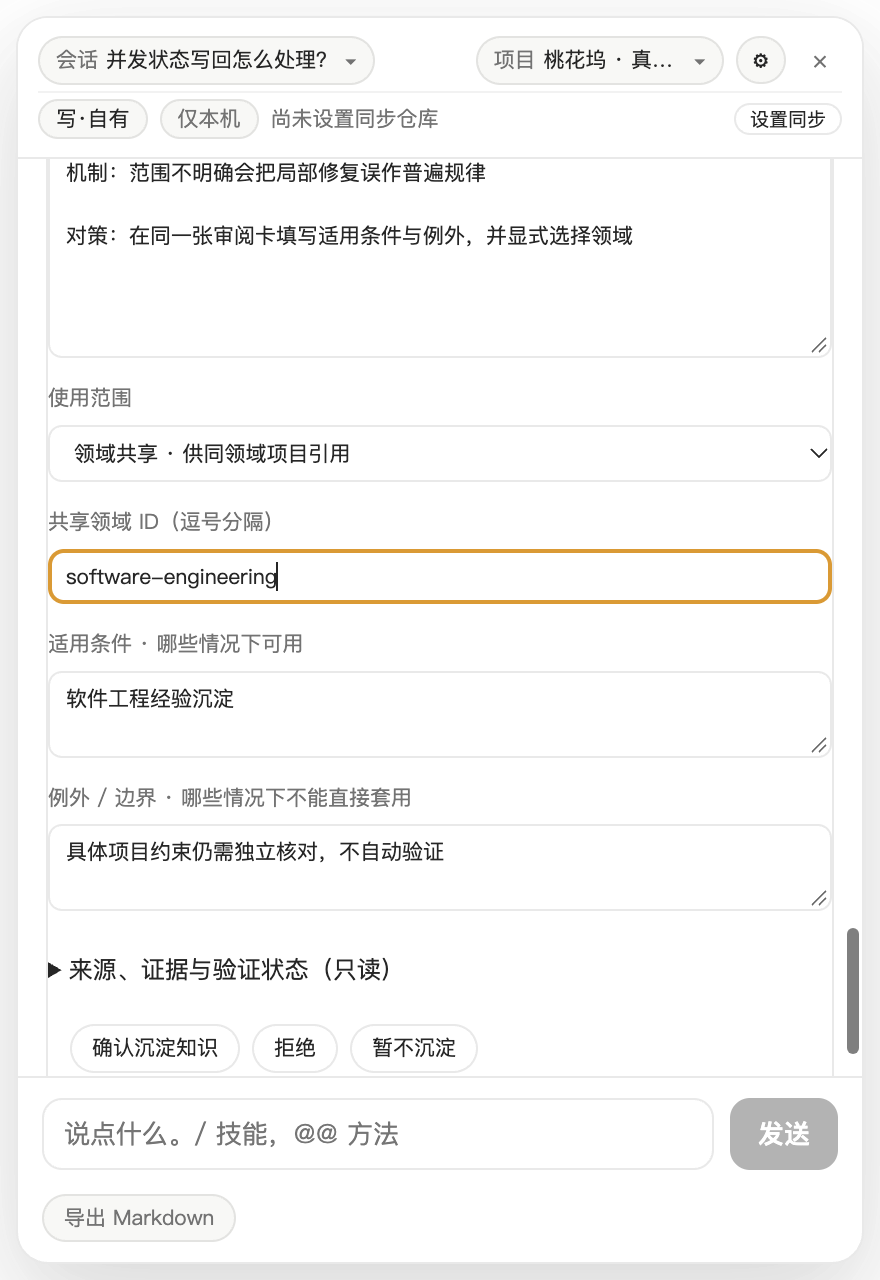 会话 并发状态写回怎么处理?
项目 桃花坞 · 真…
写·自有
仅本机
尚未设置同步仓库
设置同步
机制：范围不明确会把局部修复误作普遍规律
对策：在同一张审阅卡填写适用条件与例外，并显式选择领域
使用范围
领域共享 · 供同领域项目引用
共享领域 ID（逗号分隔）
software-engineering
适用条件 · 哪些情况下可用
软件工程经验沉淀
例外 / 边界 · 哪些情况下不能直接套用
具体项目约束仍需独立核对，不自动验证
来源、证据与验证状态（只读）
确认沉淀知识
拒绝
暂不沉淀
说点什么。/ 技能，@@ 方法
发送
导出 Markdown